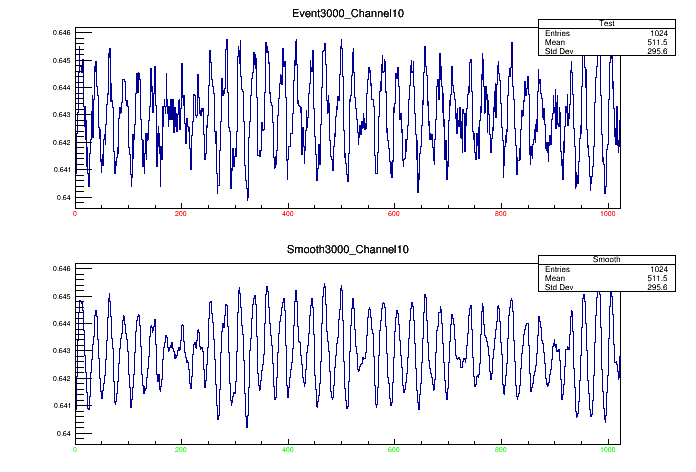 Event3000_Channel10
Test
Entries 1024
Mean 511.5
Std Dev 295.6
0.646
0.645
0.644
0.643
0.642
0.641
0.64
0 200 400 600 800 1000
Smooth3000_Channel10
Smooth
Entries 1024
Mean 511.5
Std Dev 295.6
0.646
0.645
0.644
0.643
0.642
0.641
0.64
0 200 400 600 800 1000